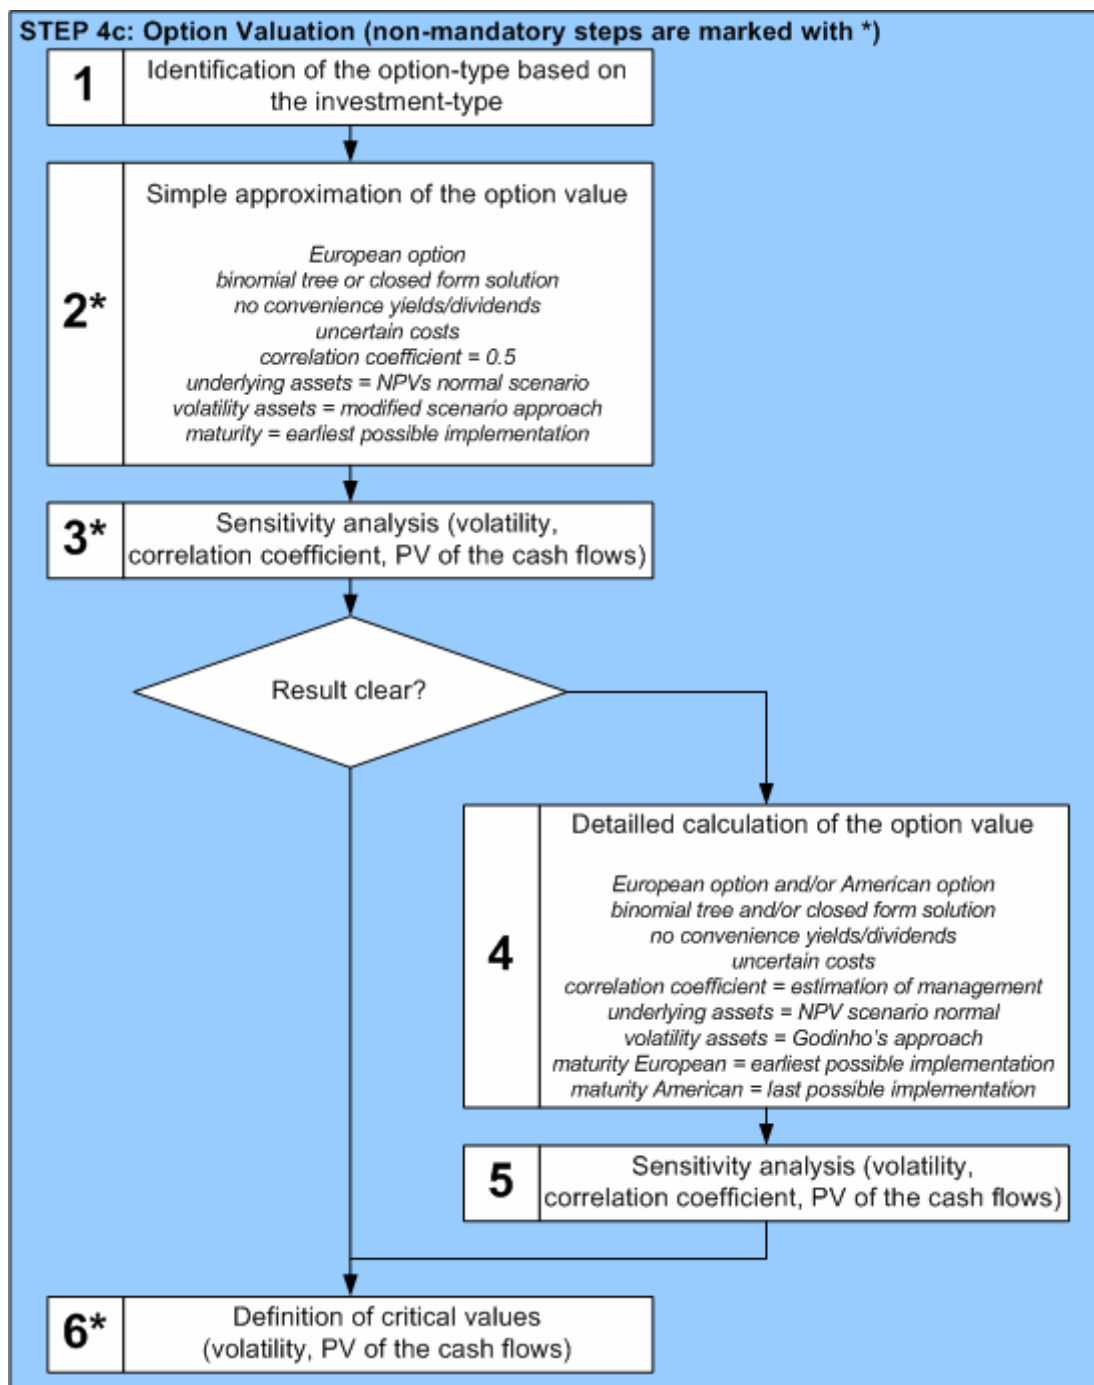 STEP 4c: Option Valuation (non-mandatory steps are marked with *)
1
Identification of the option-type based on
the investment-type
2*
Simple approximation of the option value
European option
binomial tree or closed form solution
no convenience yields/dividends
uncertain costs
correlation coefficient = 0.5
underlying assets = NPVs normal scenario
volatility assets = modified scenario approach
maturity = earliest possible implementation
3*
Sensitivity analysis (volatility,
correlation coefficient, PV of the cash flows)
Result clear?
4
Detailled calculation of the option value
European option and/or American option
binomial tree and/or closed form solution
no convenience yields/dividends
uncertain costs
correlation coefficient = estimation of management
underlying assets = NPV scenario normal
volatility assets = Godinho's approach
maturity European = earliest possible implementation
maturity American = last possible implementation
5
Sensitivity analysis (volatility,
correlation coefficient, PV of the cash flows)
6*
Definition of critical values
(volatility, PV of the cash flows)